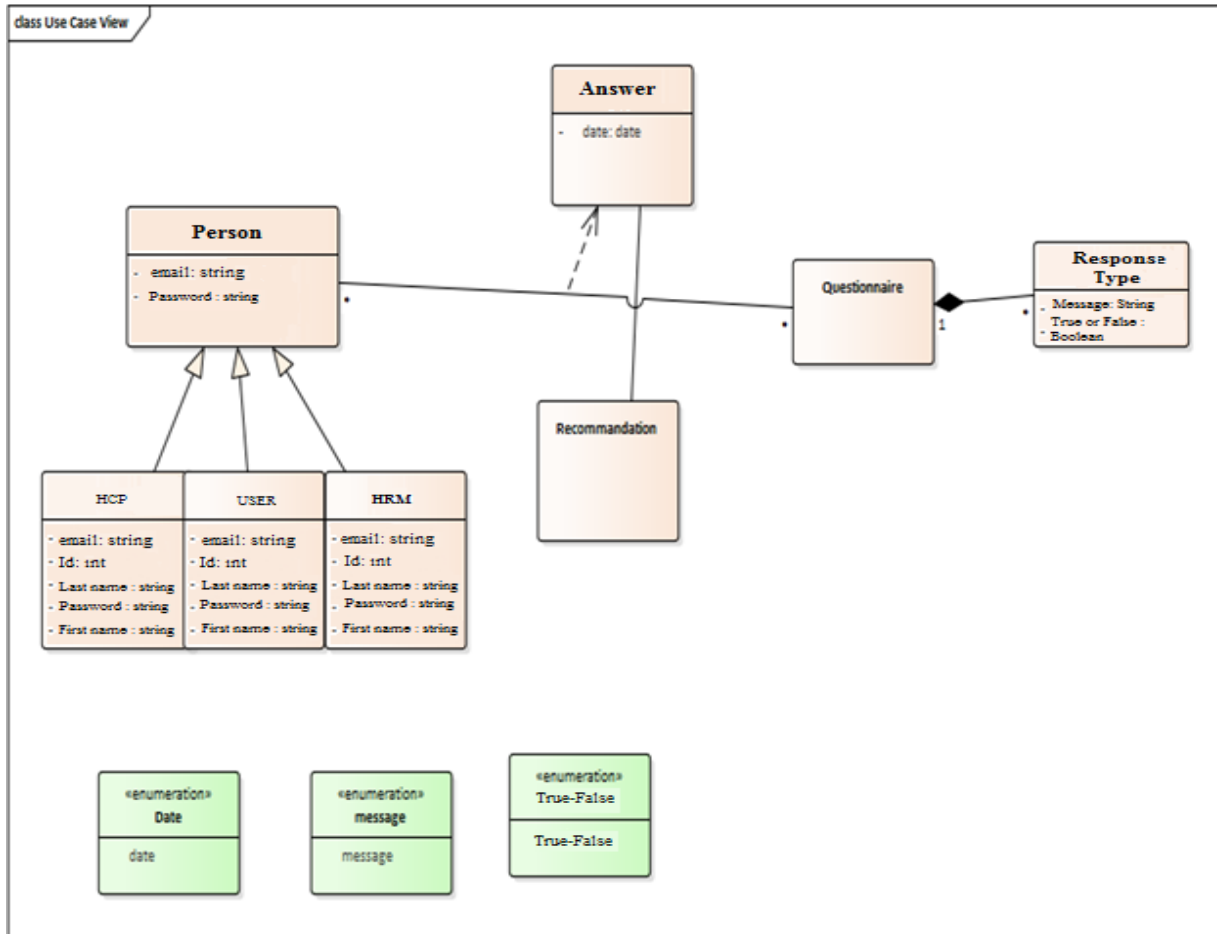 class Use Case View
Answer
- date: date
Person
- email: string
- Password : string
Questionnaire
Response
Type
- Message: String
True or False :
- Boolean
*
*
1
*
Recommandation
HCP
- email: string
- Id: int
- Last name : string
- Password : string
- First name : string
USER
- email: string
- Id: int
- Last name : string
- Password : string
- First name : string
HRM
- email: string
- Id: int
- Last name : string
- Password : string
- First name : string
«enumeration»
Date
date
«enumeration»
message
message
«enumeration»
True-False
True-False